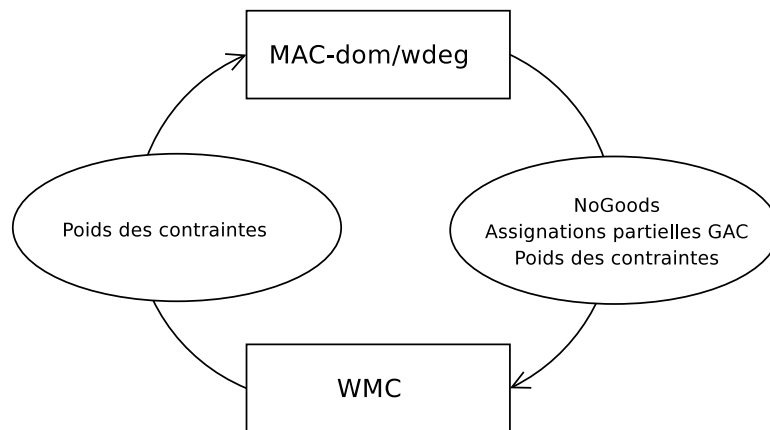 MAC-dom/wdeg
Poids des contraintes
NoGoods
Assignations partielles GAC
Poids des contraintes
WMC